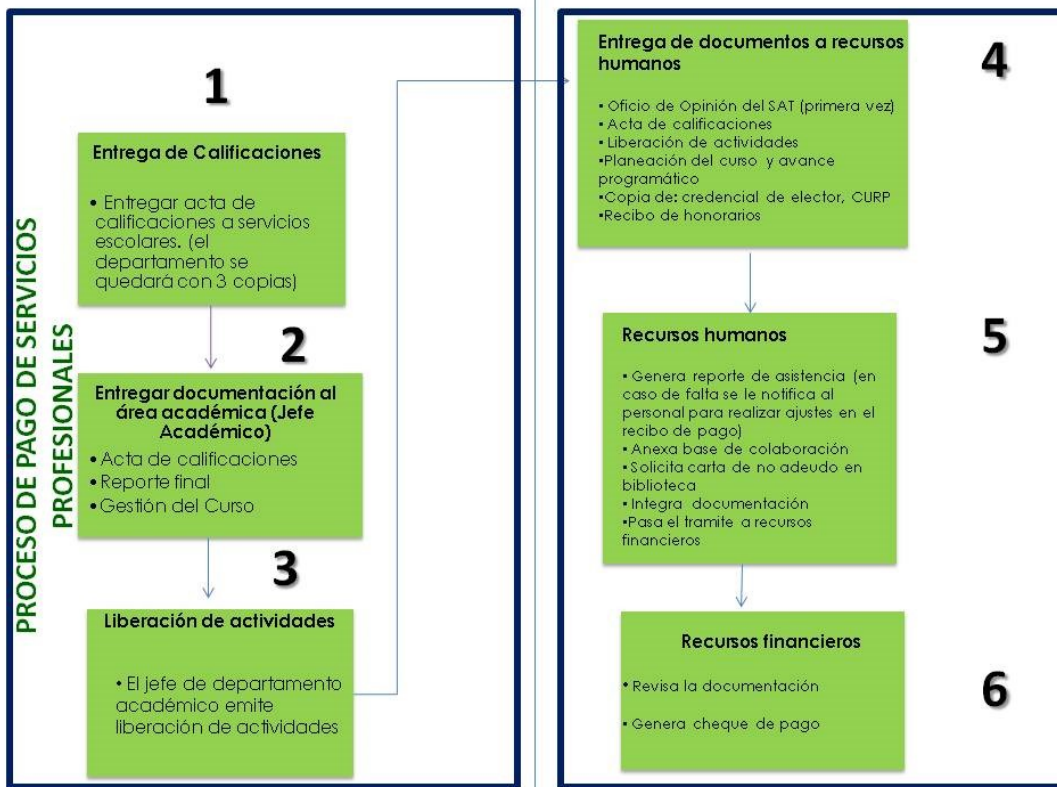 PROCESO DE PAGO DE SERVICIOS
PROFESIONALES
1
Entrega de Calificaciones
• Entregar acta de
calificaciones a servicios
escolares. (el
departamento se
quedará con 3 copias)
2
Entregar documentación al
área académica (Jefe
Académico)
• Acta de calificaciones
• Reporte final
• Gestión del Curso
3
Liberación de actividades
• El jefe de departamento
académico emite
liberación de actividades
4
Entrega de documentos a recursos
humanos
• Oficio de Opinión del SAT (primera vez)
• Acta de calificaciones
• Liberación de actividades
•Planeación del curso y avance
programático
•Copia de: credencial de elector, CURP
•Recibo de honorarios
5
Recursos humanos
• Genera reporte de asistencia (en
caso de falta se le notifica al
personal para realizar ajustes en el
recibo de pago)
• Anexa base de colaboración
• Solicita carta de no adeudo en
biblioteca
• Integra documentación
•Pasa el tramite a recursos
financieros
6
Recursos financieros
• Revisa la documentación
• Genera cheque de pago